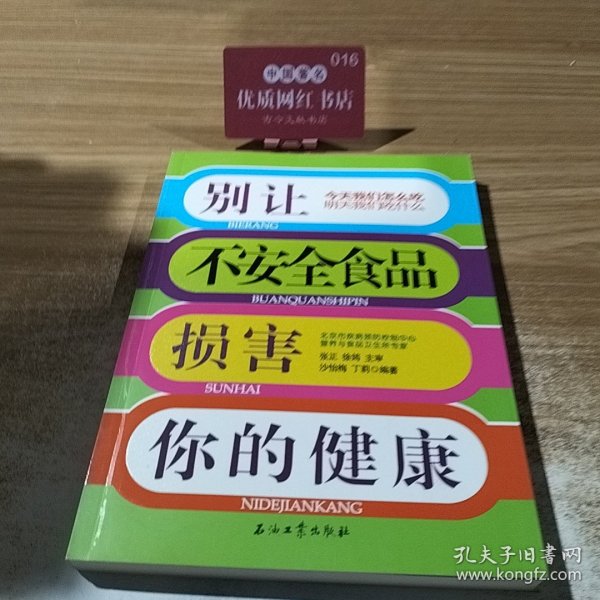 016
中国著名
优质网红书店
别让
今天我们怎么吃
明天我们吃什么
BIERANG
不安全食品
BUANQUANSHIPIN
损害
北京市疾病预防控制中心
营养与食品卫生所专家
张正 徐筠 主审
沙怡梅 丁莉◎编著
SUNHAI
你的健康
NIDEJIANKANG
石油工业出版社
孔夫子旧书网
www.kongfz.com